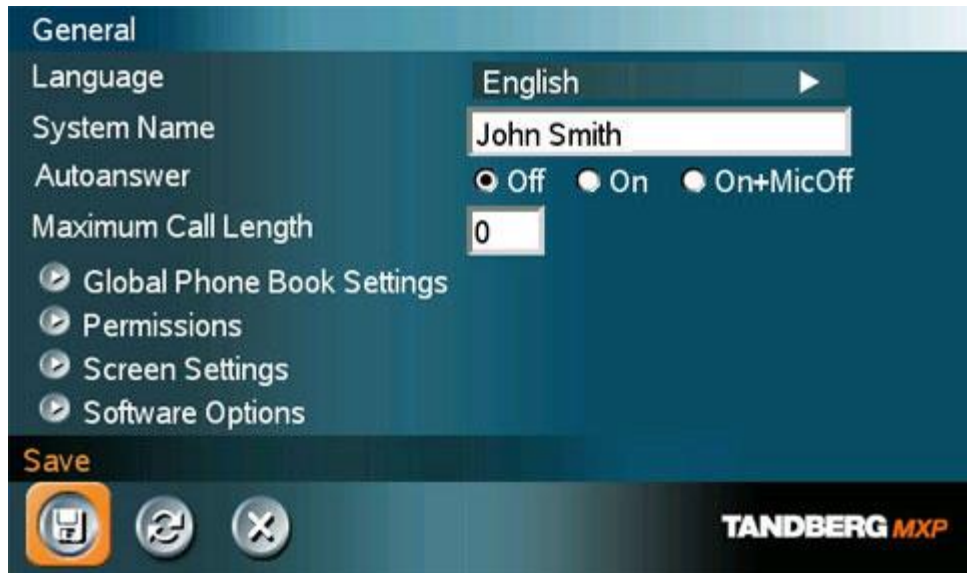 General
Language English
System Name John Smith
Autoanswer Off On On+MicOff
Maximum Call Length 0
Global Phone Book Settings
Permissions
Screen Settings
Software Options
Save
TANDBERG MXP